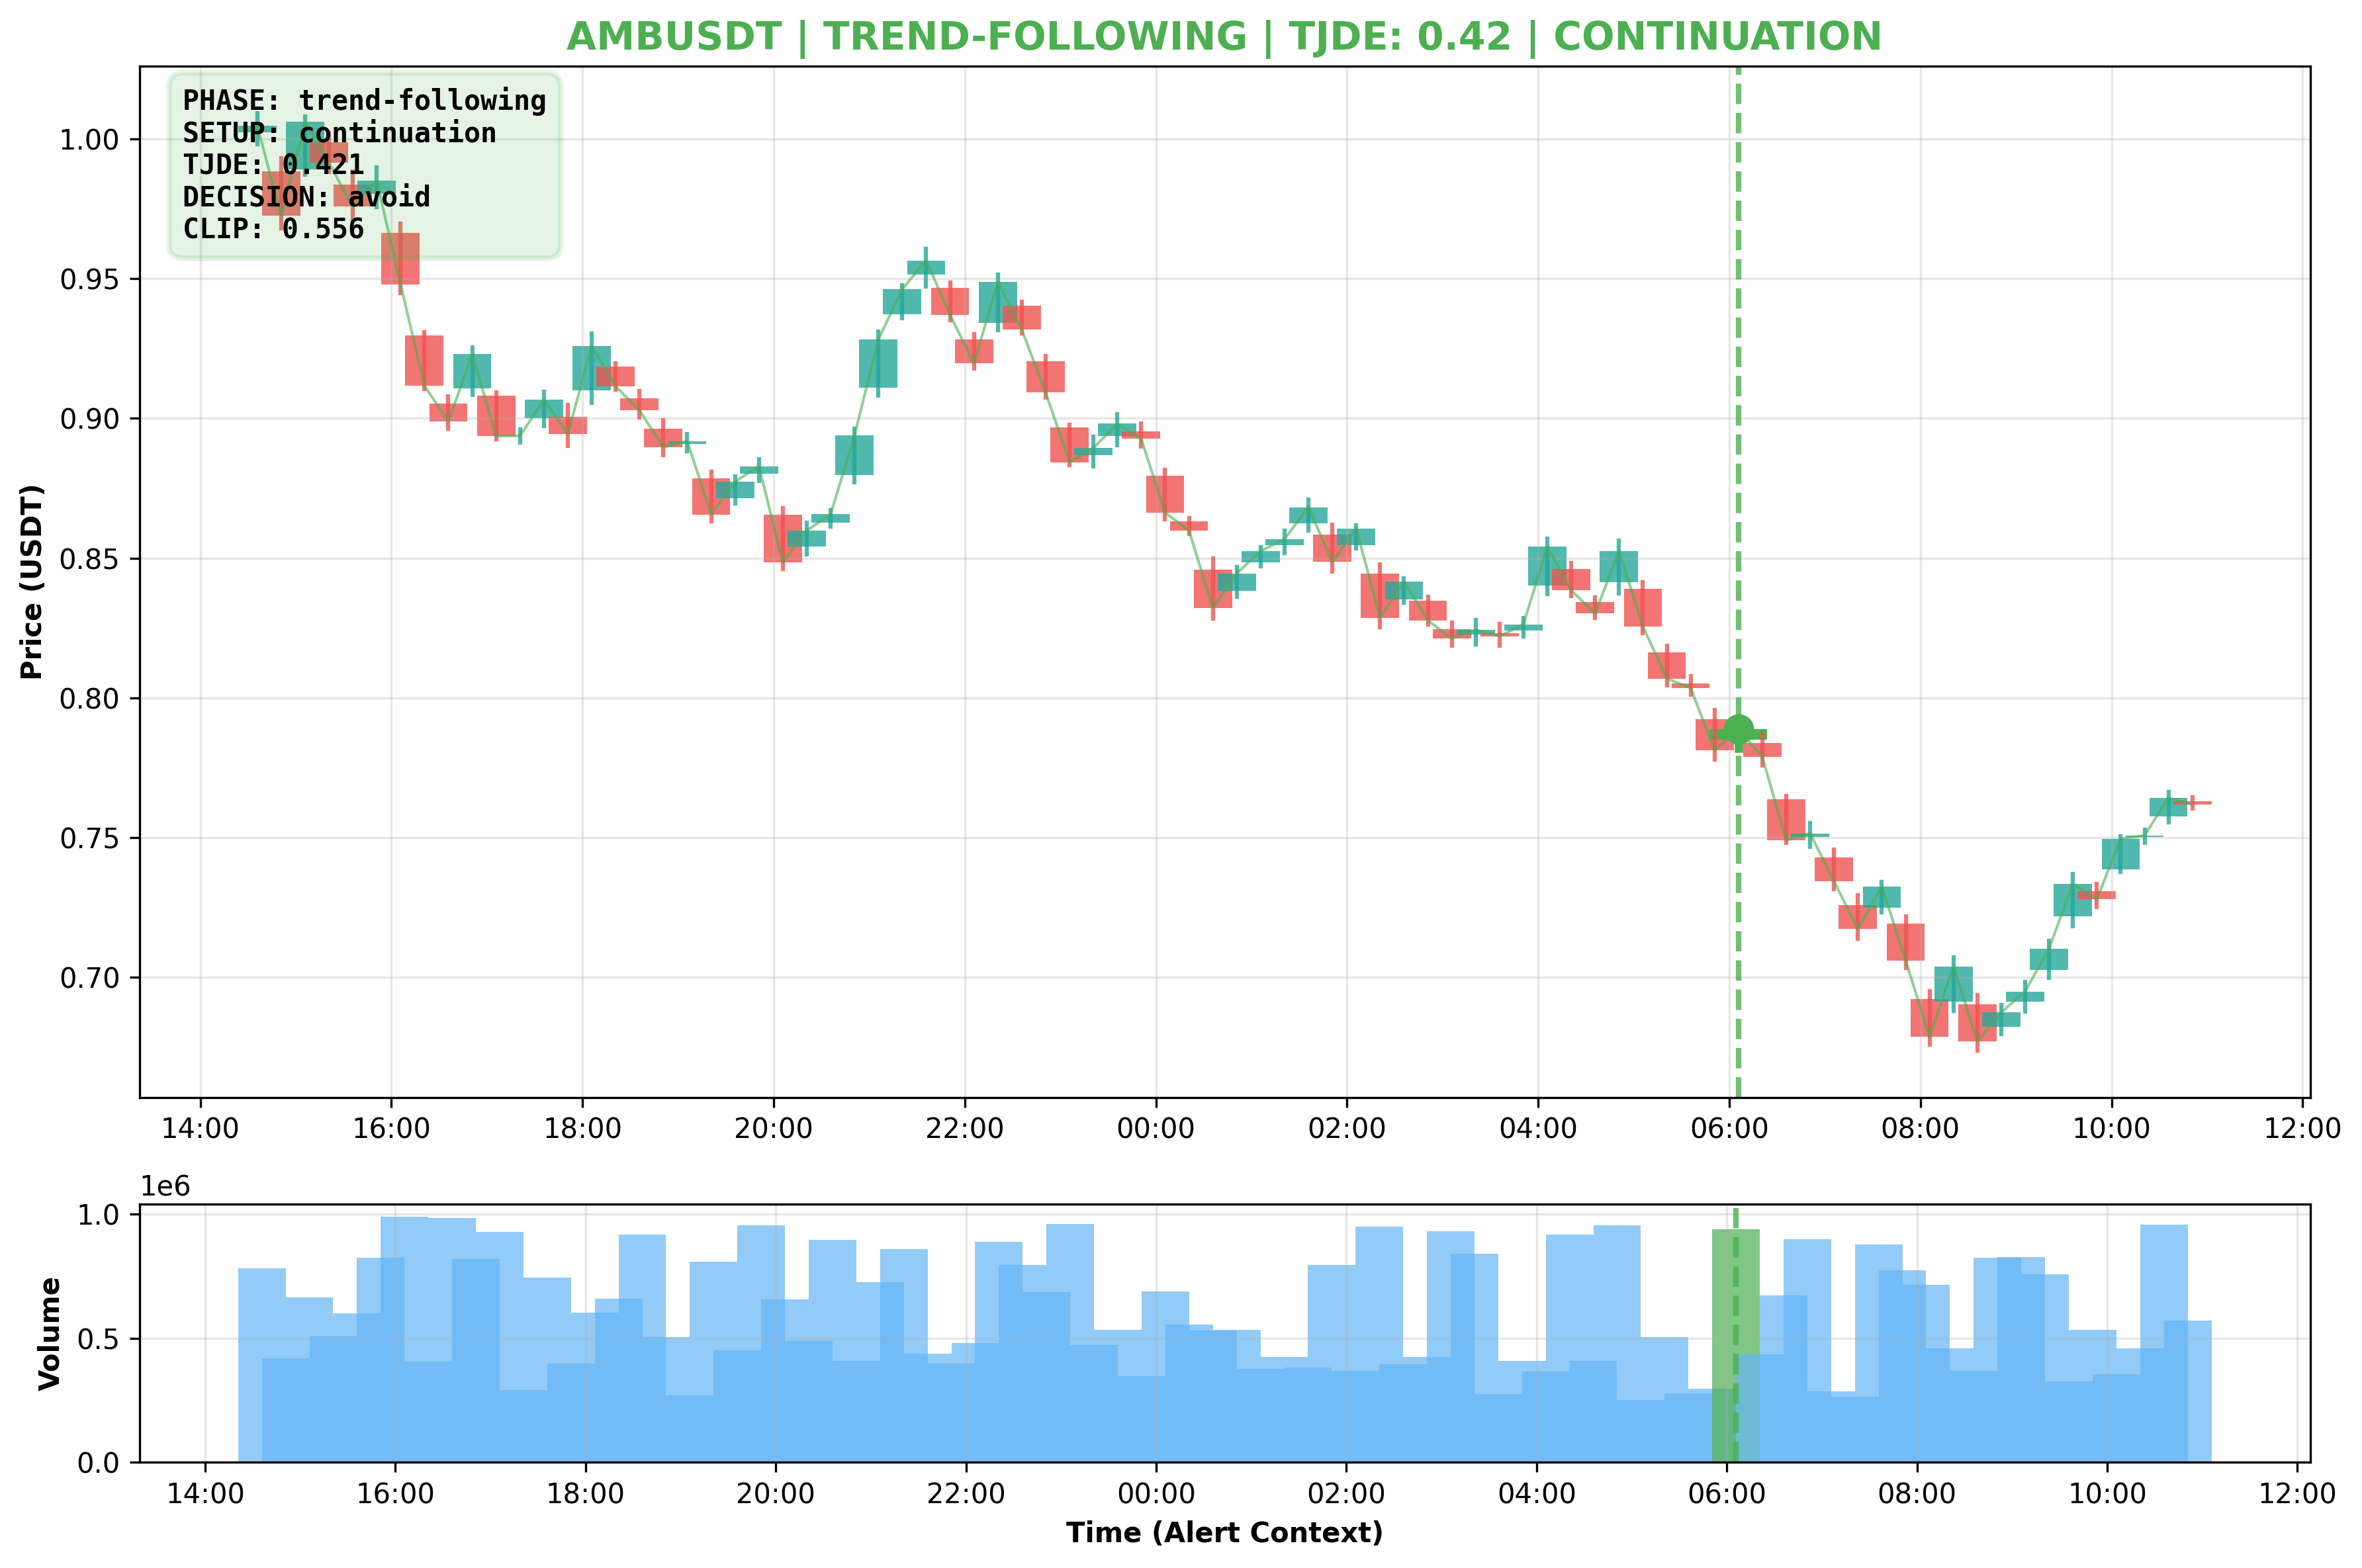 AMBUSDT | TREND-FOLLOWING | TJDE: 0.42 | CONTINUATION
PHASE: trend-following
SETUP: continuation
TJDE: 0.421
DECISION: avoid
CLIP: 0.556
Price (USDT)
1.00
0.95
0.90
0.85
0.80
0.75
0.70
14:00 16:00 18:00 20:00 22:00 00:00 02:00 04:00 06:00 08:00 10:00 12:00
1e6
Volume
1.0
0.5
0.0
14:00 16:00 18:00 20:00 22:00 00:00 02:00 04:00 06:00 08:00 10:00 12:00
Time (Alert Context)